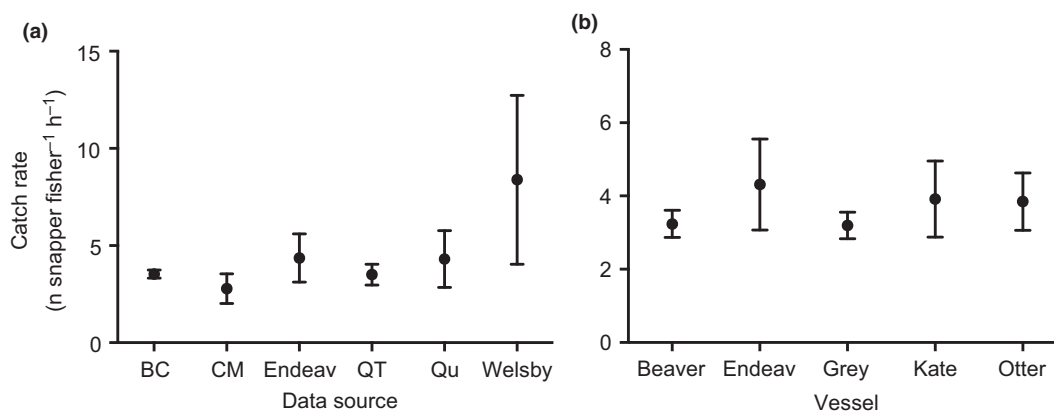 (a)
15
10
5
0
Catch rate
(n snapper fisher⁻¹ h⁻¹)
BC CM Endeav QT Qu Welsby
Data source
(b)
8
6
4
2
0
Beaver Endeav Grey Kate Otter
Vessel